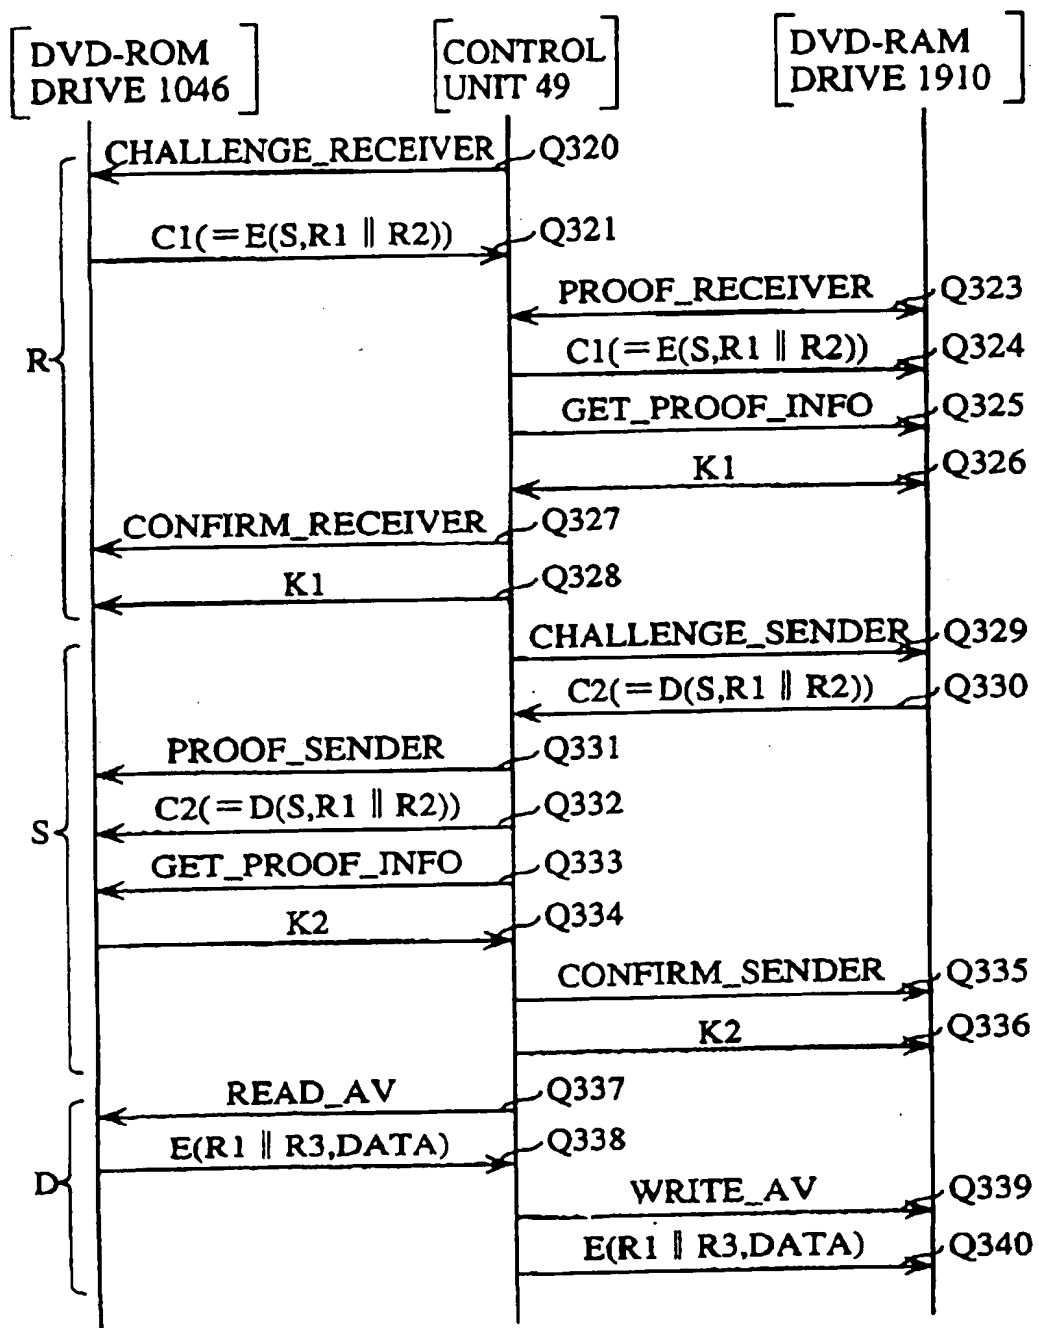 DVD-ROM
DRIVE 1046
CONTROL
UNIT 49
DVD-RAM
DRIVE 1910
CHALLENGE_RECEIVER Q320
C1(=E(S,R1 ∥ R2)) Q321
PROOF_RECEIVER Q323
C1(=E(S,R1 ∥ R2)) Q324
R
GET_PROOF_INFO Q325
K1 Q326
CONFIRM_RECEIVER Q327
K1 Q328
CHALLENGE_SENDER Q329
C2(=D(S,R1 ∥ R2)) Q330
PROOF_SENDER Q331
C2(=D(S,R1 ∥ R2)) Q332
S
GET_PROOF_INFO Q333
K2 Q334
CONFIRM_SENDER Q335
K2 Q336
READ_AV Q337
E(R1 ∥ R3,DATA) Q338
D
WRITE_AV Q339
E(R1 ∥ R3,DATA) Q340